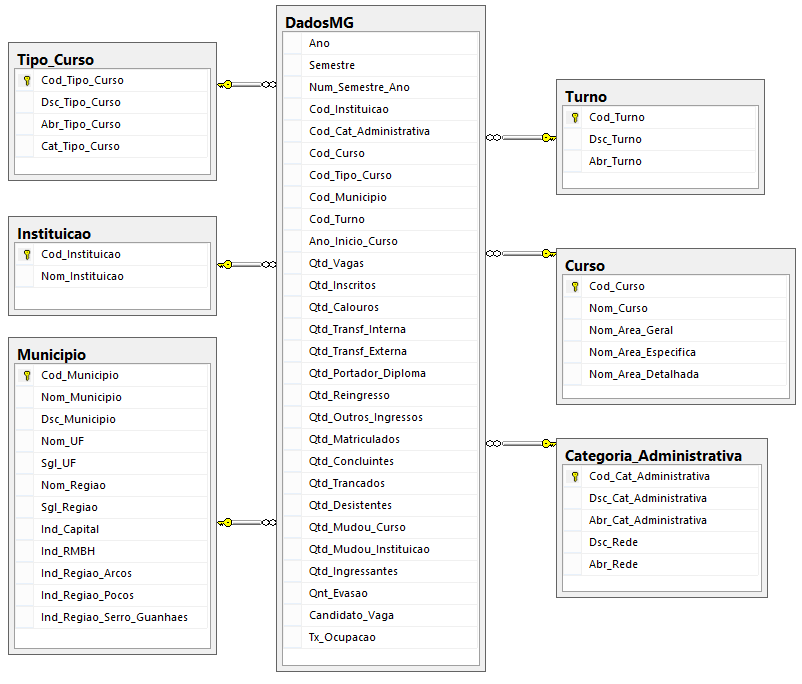 Tipo_Curso
Cod_Tipo_Curso
Dsc_Tipo_Curso
Abr_Tipo_Curso
Cat_Tipo_Curso
Instituicao
Cod_Instituicao
Nom_Instituicao
Municipio
Cod_Municipio
Nom_Municipio
Dsc_Municipio
Nom_UF
Sgl_UF
Nom_Regiao
Sgl_Regiao
Ind_Capital
Ind_RMBH
Ind_Regiao_Arcos
Ind_Regiao_Pocos
Ind_Regiao_Serro_Guanhaes
DadosMG
Ano
Semestre
Num_Semestre_Ano
Cod_Instituicao
Cod_Cat_Administrativa
Cod_Curso
Cod_Tipo_Curso
Cod_Municipio
Cod_Turno
Ano_Inicio_Curso
Qtd_Vagas
Qtd_Inscritos
Qtd_Calouros
Qtd_Transf_Interna
Qtd_Transf_Externa
Qtd_Portador_Diploma
Qtd_Reingresso
Qtd_Outros_Ingressos
Qtd_Matriculados
Qtd_Concluintes
Qtd_Trancados
Qtd_Desistentes
Qtd_Mudou_Curso
Qtd_Mudou_Instituicao
Qtd_Ingressantes
Qnt_Evasao
Candidato_Vaga
Tx_Ocupacao
Turno
Cod_Turno
Dsc_Turno
Abr_Turno
Curso
Cod_Curso
Nom_Curso
Nom_Area_Geral
Nom_Area_Especifica
Nom_Area_Detalhada
Categoria_Administrativa
Cod_Cat_Administrativa
Dsc_Cat_Administrativa
Abr_Cat_Administrativa
Dsc_Rede
Abr_Rede